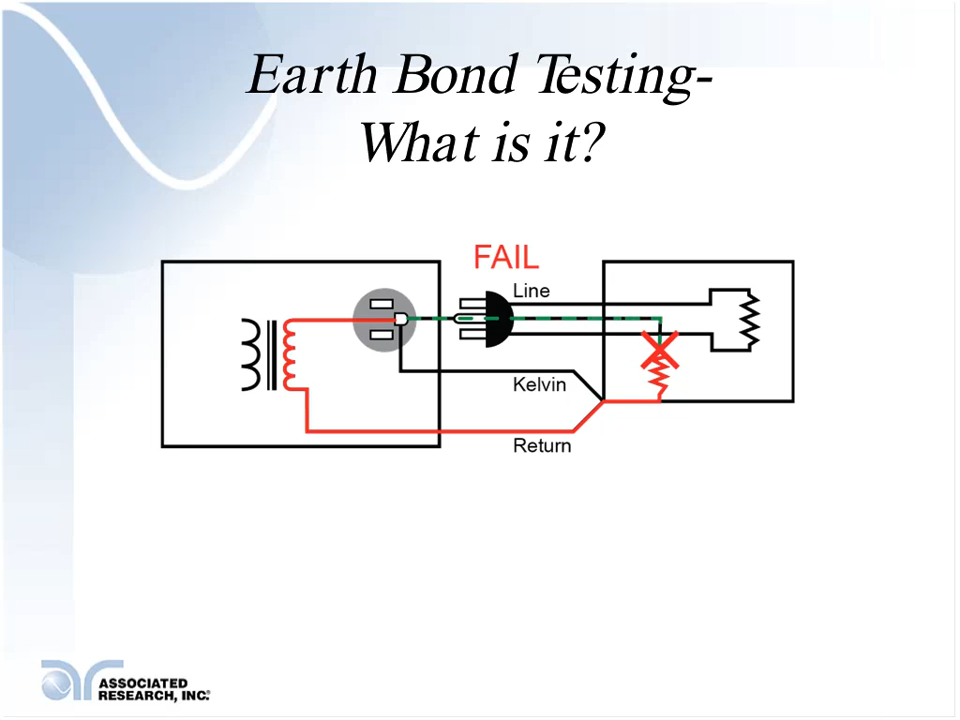 Earth Bond Testing-
What is it?
FAIL
Line
Kelvin
Return
ASSOCIATED
RESEARCH, INC.®